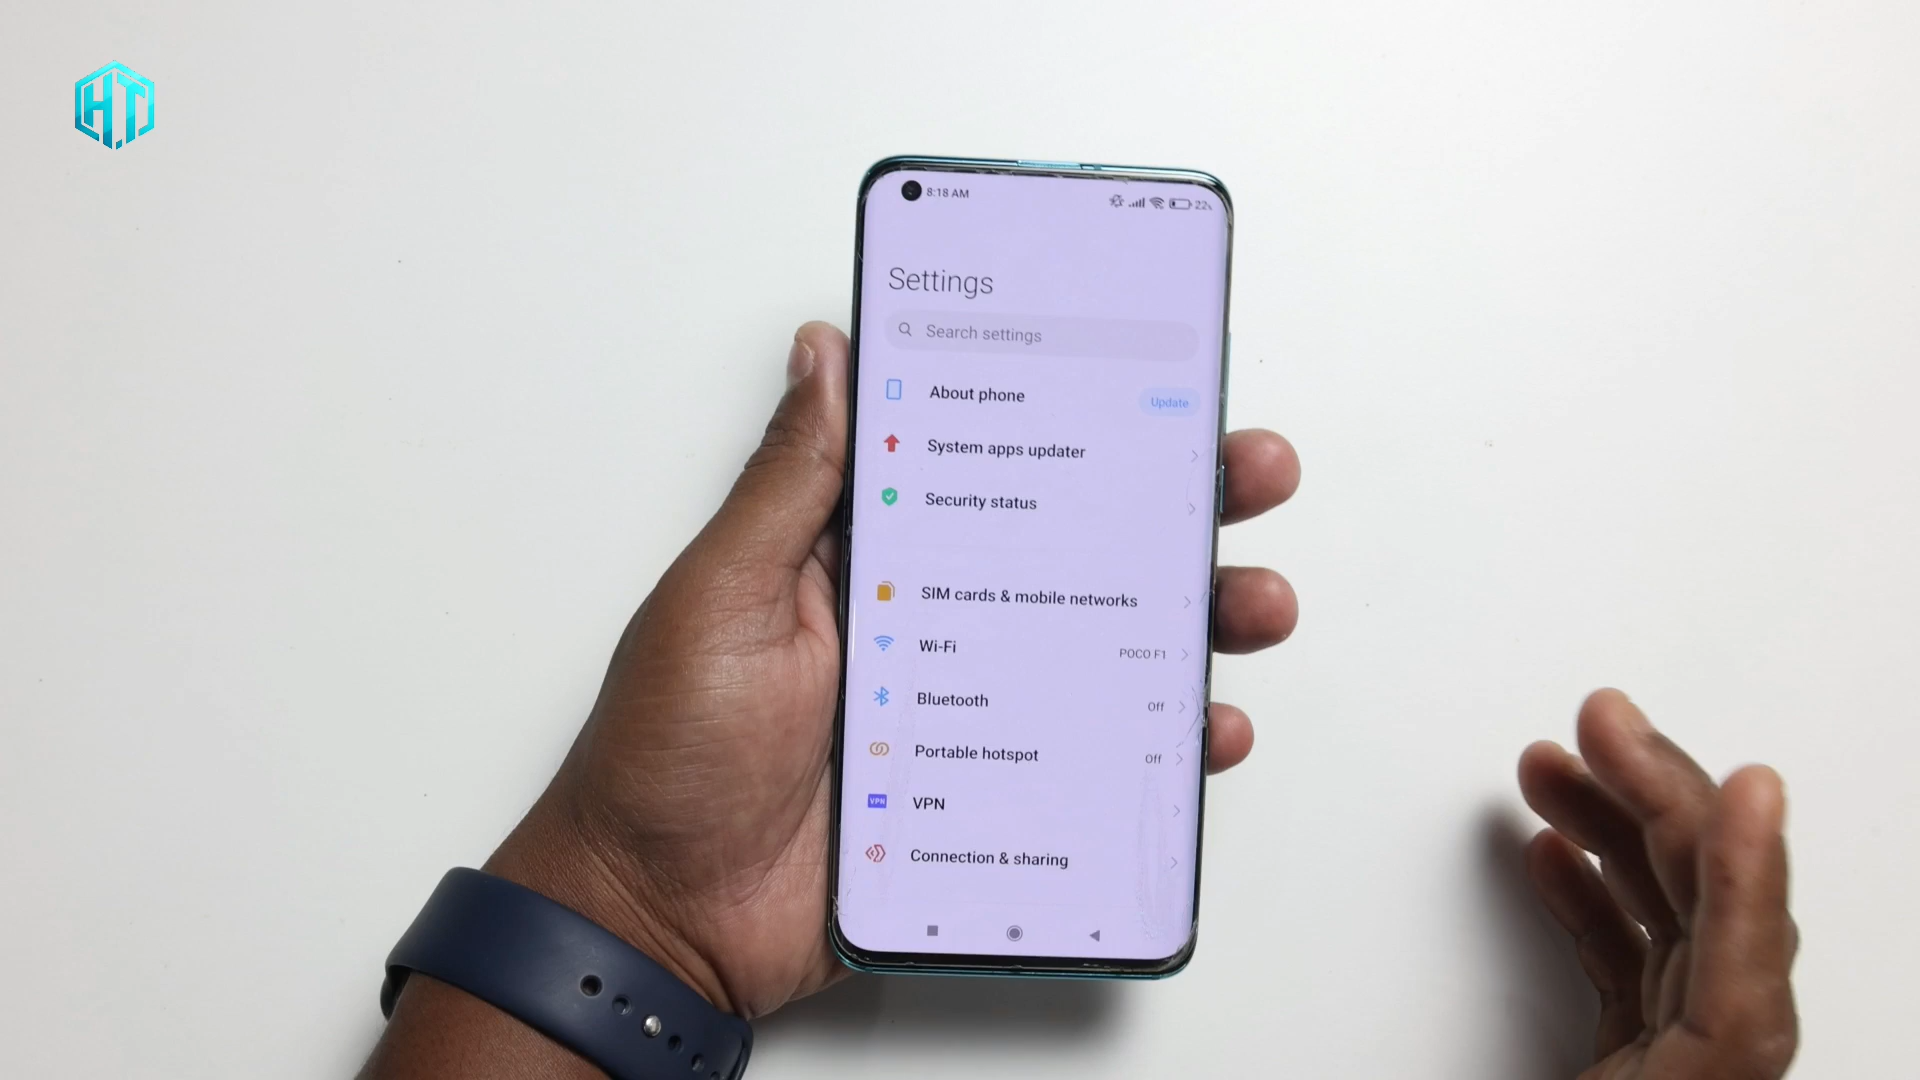 H.T.
8:18 AM
22%
Settings
Search settings
About phone
Update
System apps updater
Security status
SIM cards & mobile networks
Wi-Fi
POCO F1
Bluetooth
Off
Portable hotspot
Off
VPN
VPN
Connection & sharing